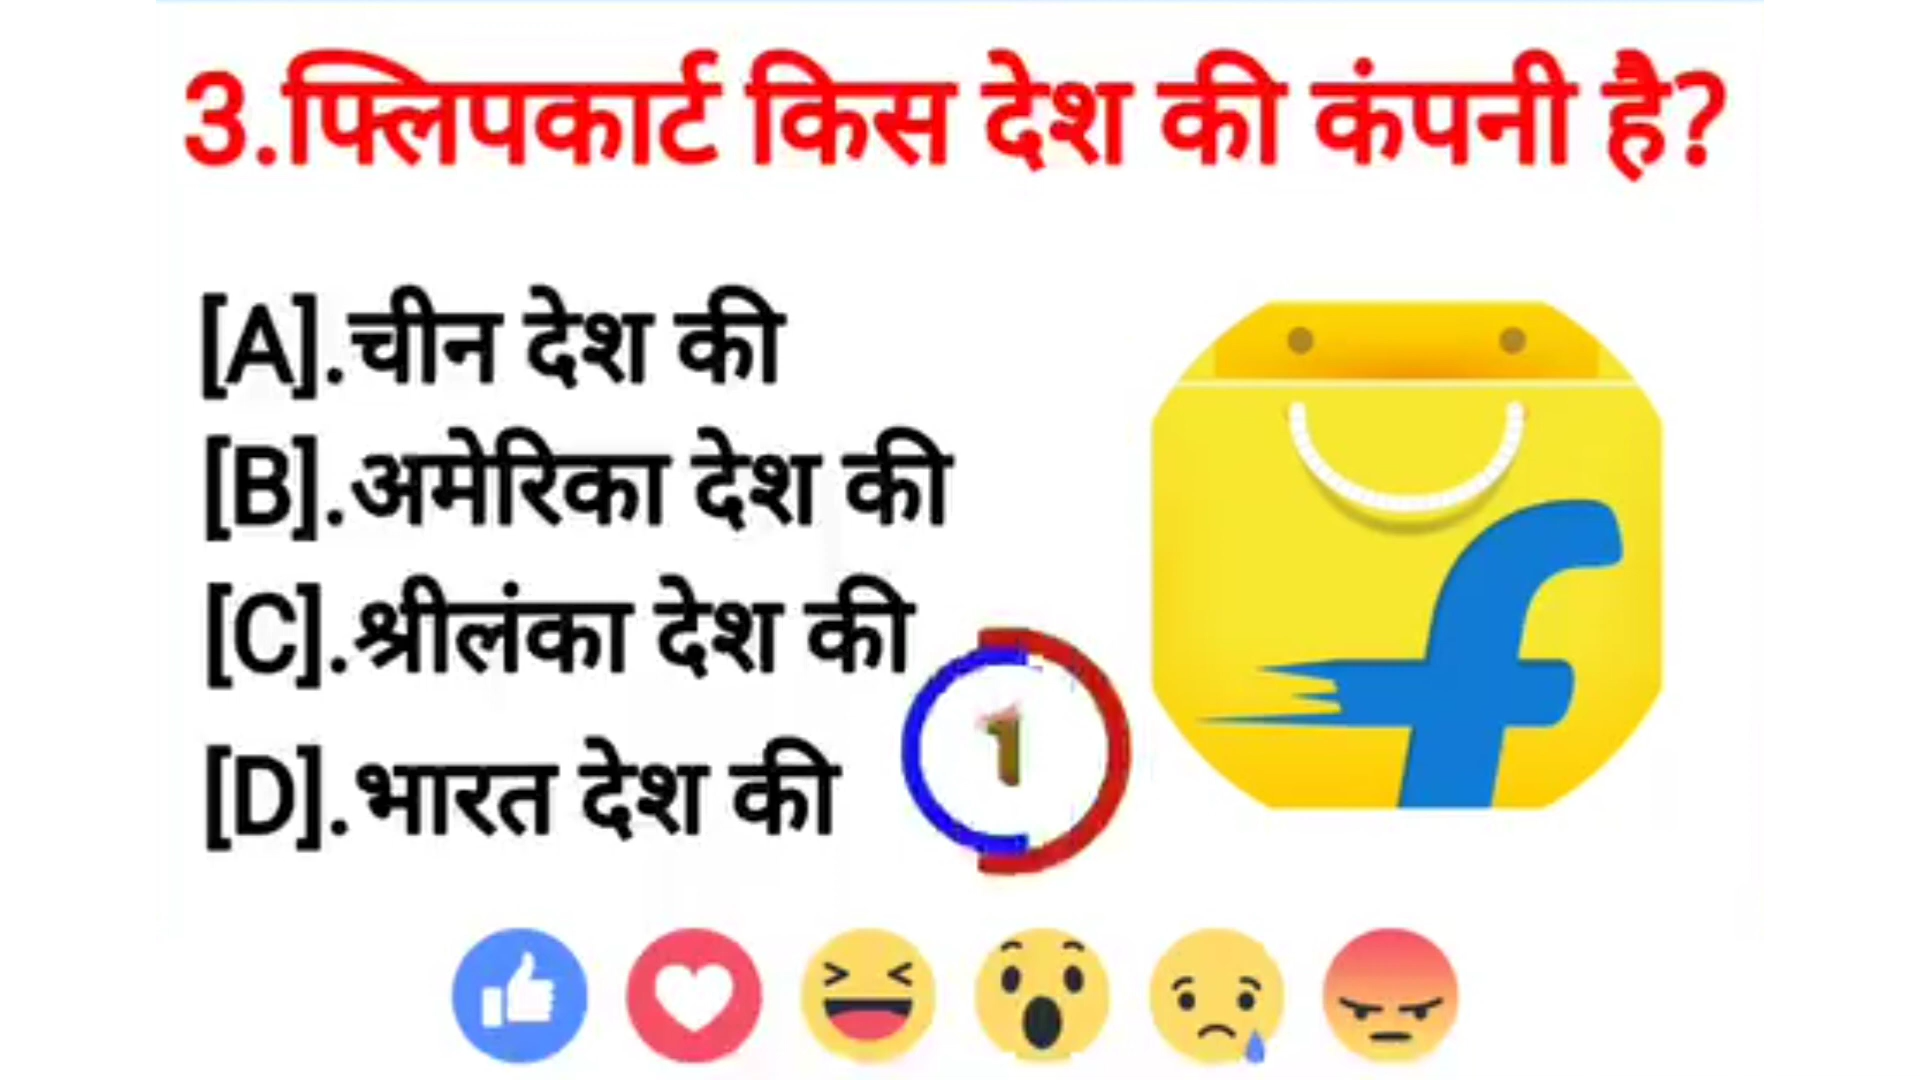 3.फ्लिपकार्ट किस देश की कंपनी है?
[A].चीन देश की
[B].अमेरिका देश की
[C].श्रीलंका देश की
[D].भारत देश की
1
f